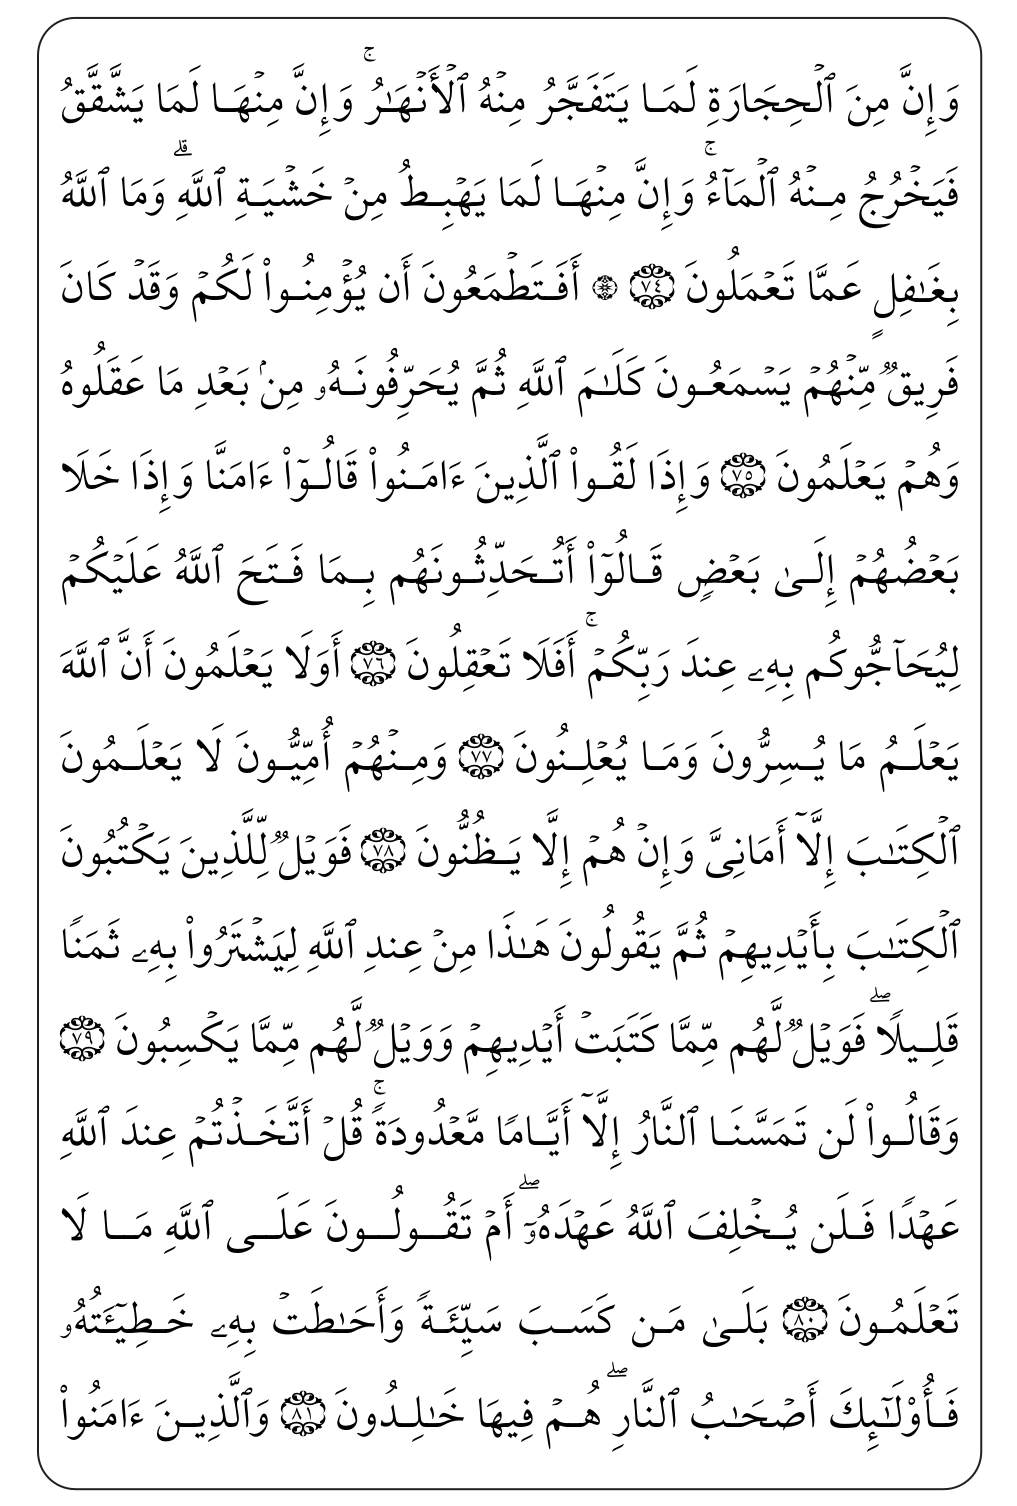 وَإِنَّ مِنَ ٱلۡحِجَارَةِ لَمَا يَتَفَجَّرُ مِنۡهُ ٱلۡأَنۡهَٰرُۚ وَإِنَّ مِنۡهَا لَمَا يَشَّقَّقُ
فَيَخۡرُجُ مِنۡهُ ٱلۡمَآءُۚ وَإِنَّ مِنۡهَا لَمَا يَهۡبِطُ مِنۡ خَشۡيَةِ ٱللَّهِۗ وَمَا ٱللَّهُ
بِغَٰفِلٍ عَمَّا تَعۡمَلُونَ ٧٤ ۞ أَفَتَطۡمَعُونَ أَن يُؤۡمِنُواْ لَكُمۡ وَقَدۡ كَانَ
فَرِيقٞ مِّنۡهُمۡ يَسۡمَعُونَ كَلَٰمَ ٱللَّهِ ثُمَّ يُحَرِّفُونَهُۥ مِنۢ بَعۡدِ مَا عَقَلُوهُ
وَهُمۡ يَعۡلَمُونَ ٧٥ وَإِذَا لَقُواْ ٱلَّذِينَ ءَامَنُواْ قَالُوٓاْ ءَامَنَّا وَإِذَا خَلَا
بَعۡضُهُمۡ إِلَىٰ بَعۡضٖ قَالُوٓاْ أَتُحَدِّثُونَهُم بِمَا فَتَحَ ٱللَّهُ عَلَيۡكُمۡ
لِيُحَآجُّوكُم بِهِۦ عِندَ رَبِّكُمۡۚ أَفَلَا تَعۡقِلُونَ ٧٦ أَوَلَا يَعۡلَمُونَ أَنَّ ٱللَّهَ
يَعۡلَمُ مَا يُسِرُّونَ وَمَا يُعۡلِنُونَ ٧٧ وَمِنۡهُمۡ أُمِّيُّونَ لَا يَعۡلَمُونَ
ٱلۡكِتَٰبَ إِلَّآ أَمَانِيَّ وَإِنۡ هُمۡ إِلَّا يَظُنُّونَ ٧٨ فَوَيۡلٞ لِّلَّذِينَ يَكۡتُبُونَ
ٱلۡكِتَٰبَ بِأَيۡدِيهِمۡ ثُمَّ يَقُولُونَ هَٰذَا مِنۡ عِندِ ٱللَّهِ لِيَشۡتَرُواْ بِهِۦ ثَمَنٗا
قَلِيلٗاۖ فَوَيۡلٞ لَّهُم مِّمَّا كَتَبَتۡ أَيۡدِيهِمۡ وَوَيۡلٞ لَّهُم مِّمَّا يَكۡسِبُونَ ٧٩
وَقَالُواْ لَن تَمَسَّنَا ٱلنَّارُ إِلَّآ أَيَّامٗا مَّعۡدُودَةٗۚ قُلۡ أَتَّخَذۡتُمۡ عِندَ ٱللَّهِ
عَهۡدٗا فَلَن يُخۡلِفَ ٱللَّهُ عَهۡدَهُۥٓۖ أَمۡ تَقُولُونَ عَلَى ٱللَّهِ مَا لَا
تَعۡلَمُونَ ٨٠ بَلَىٰ مَن كَسَبَ سَيِّئَةٗ وَأَحَٰطَتۡ بِهِۦ خَطِيٓـَٔتُهُۥ
فَأُوْلَٰٓئِكَ أَصۡحَٰبُ ٱلنَّارِۖ هُمۡ فِيهَا خَٰلِدُونَ ٨١ وَٱلَّذِينَ ءَامَنُواْ